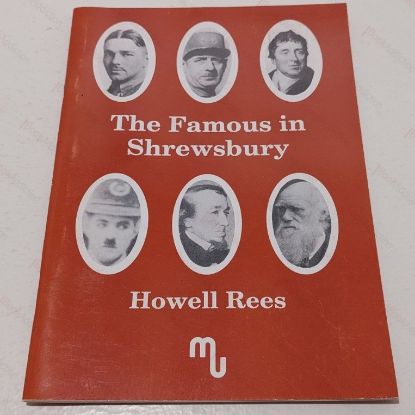 The Famous in
Shrewsbury
Howell Rees